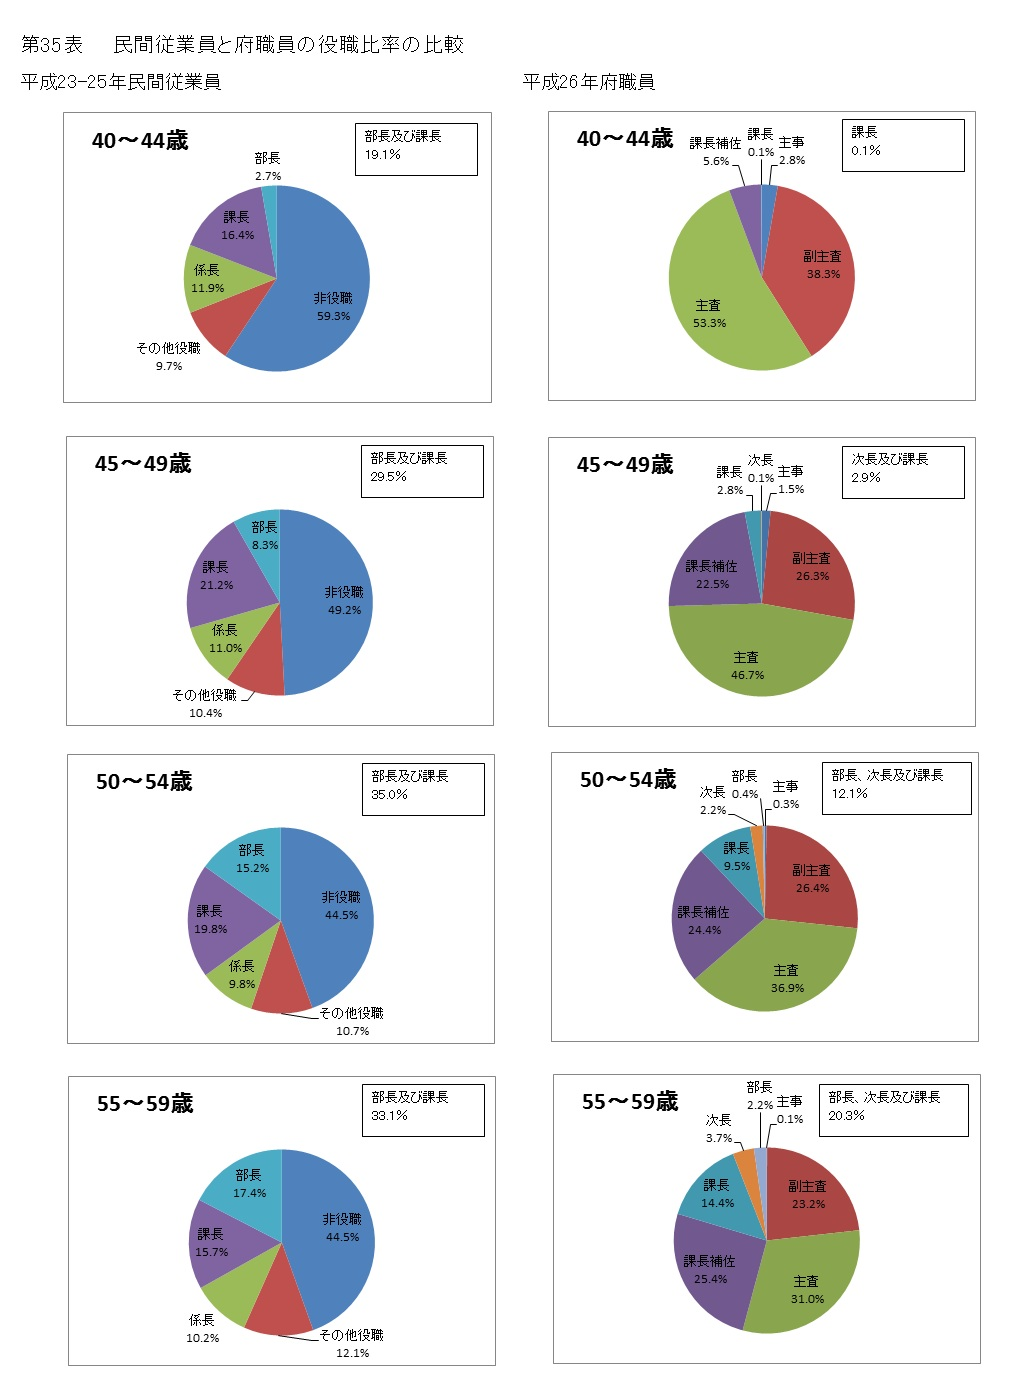 第35表　民間従業員と府職員の役職比率の比較
平成23-25年民間従業員
平成26年府職員
40～44歳
部長及び課長
19.1%
部長
2.7%
課長
16.4%
係長
11.9%
非役職
59.3%
その他役職
9.7%
40～44歳
課長
0.1%
課長補佐
5.6%
課長
0.1%
主事
2.8%
副主査
38.3%
主査
53.3%
45～49歳
部長及び課長
29.5%
部長
8.3%
課長
21.2%
非役職
49.2%
係長
11.0%
その他役職
10.4%
45～49歳
次長及び課長
2.9%
課長
2.8%
次長
0.1%
主事
1.5%
副主査
26.3%
課長補佐
22.5%
主査
46.7%
50～54歳
部長及び課長
35.0%
部長
15.2%
非役職
44.5%
課長
19.8%
係長
9.8%
その他役職
10.7%
50～54歳
部長、次長及び課長
12.1%
次長
2.2%
部長
0.4%
主事
0.3%
課長
9.5%
副主査
26.4%
課長補佐
24.4%
主査
36.9%
55～59歳
部長及び課長
33.1%
部長
17.4%
非役職
44.5%
課長
15.7%
係長
10.2%
その他役職
12.1%
55～59歳
部長、次長及び課長
20.3%
次長
3.7%
部長
2.2%
主事
0.1%
課長
14.4%
副主査
23.2%
課長補佐
25.4%
主査
31.0%